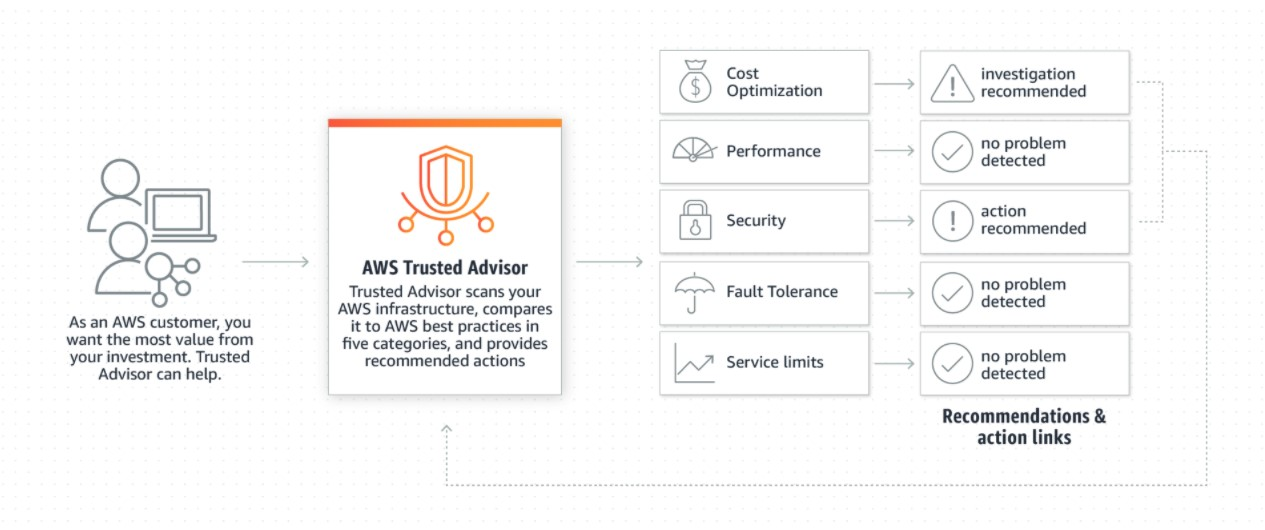 As an AWS customer, you
want the most value from
your investment. Trusted
Advisor can help.
AWS Trusted Advisor
Trusted Advisor scans your
AWS infrastructure, compares
it to AWS best practices in
five categories, and provides
recommended actions
Cost
Optimization
investigation
recommended
Performance
no problem
detected
Security
action
recommended
Fault Tolerance
no problem
detected
Service limits
no problem
detected
Recommendations &
action links